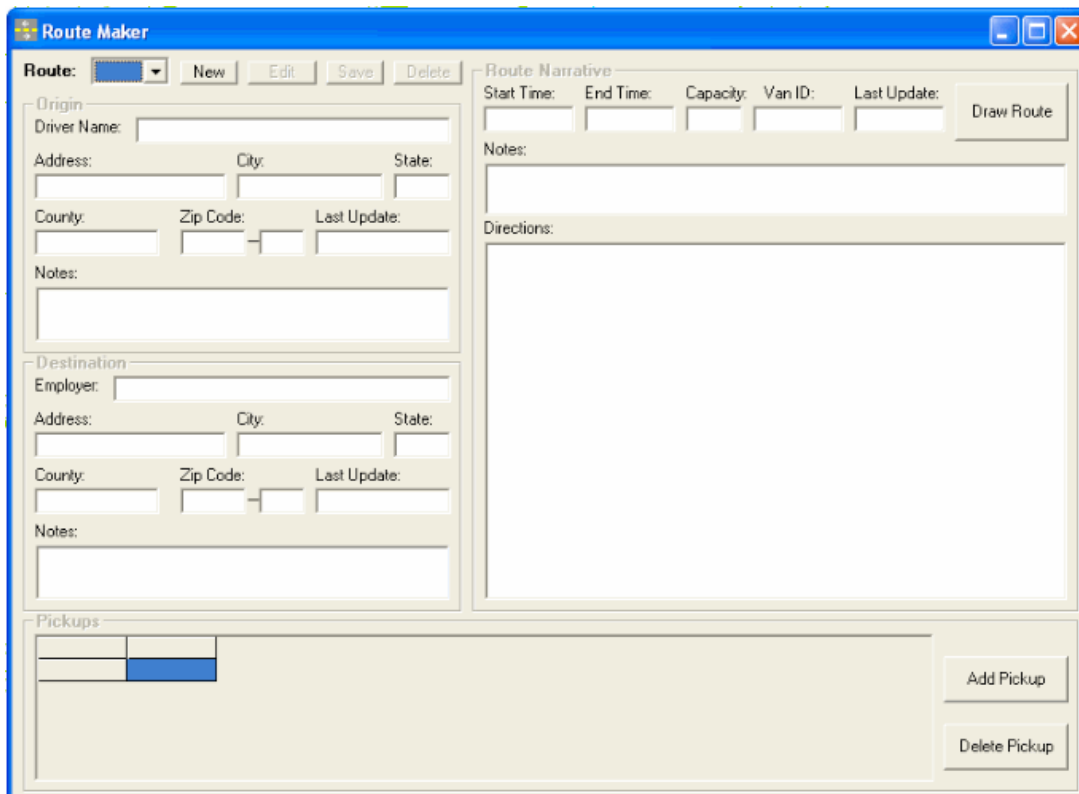 Route Maker
Route: New Edit Save Delete
Origin
Driver Name:
Address: City: State:
County: Zip Code: Last Update:
Notes:
Destination
Employer:
Address: City: State:
County: Zip Code: Last Update:
Notes:
Route Narrative
Start Time: End Time: Capacity: Van ID: Last Update:
Draw Route
Notes:
Directions:
Pickups
Add Pickup
Delete Pickup